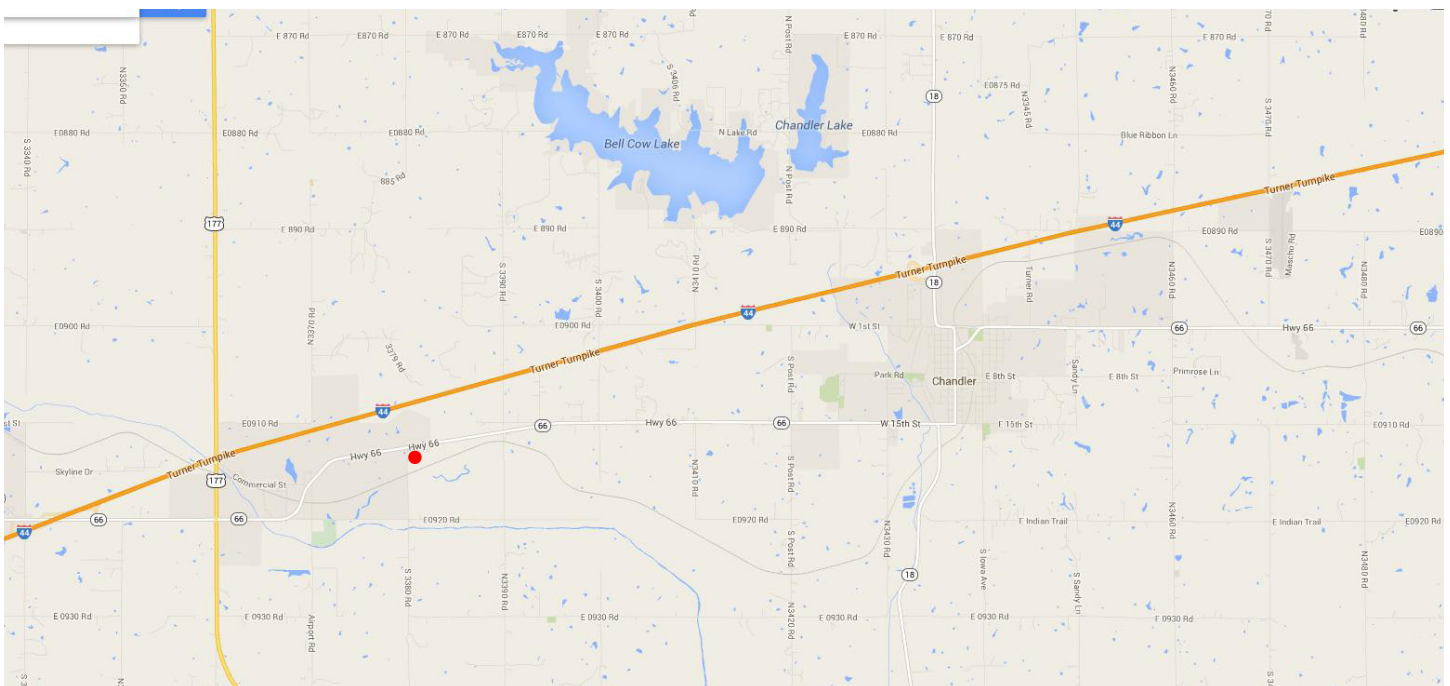 E 870 Rd
E870 Rd
E 870 Rd
E870 Rd
E 870 Rd
N Post Rd
E 870 Rd
E 870 Rd
S 3470 Rd
N3480 Rd
N3350 Rd
S 3406 Rd
18
E0875 Rd
N3345 Rd
N3460 Rd
S 3470 Rd
E0880 Rd
E0880 Rd
E0880 Rd
N Lake Rd
Chandler Lake
E0880 Rd
Blue Ribbon Ln
Bell Cow Lake
S 3340 Rd
885 Rd
N Post Rd
Turner Turnpike
177
E 890 Rd
E 890 Rd
E 890 Rd
44
E0890 Rd
E0890
S 3390 Rd
S 3400 Rd
N3410 Rd
Turner Turnpike
18
Turner Rd
N3460 Rd
S 3470 Rd
Mascho Rd
N3480 Rd
E0900 Rd
N3370 Rd
E0900 Rd
44
W 1st St
66
Hwy 66
66
3379 Rd
Turner Turnpike
S Post Rd
Park Rd
Chandler
E 8th St
Sandy Ln
E 8th St
Primrose Ln
44
st St
E0910 Rd
66
Hwy 66
66
W 15th St
E 15th St
E0910 Rd
Hwy 66
Hwy 66
Skyline Dr
Turner Turnpike
177
Commercial St
N3410 Rd
S Post Rd
44
66
66
E0920 Rd
E0920 Rd
S Post Rd
N3430 Rd
E Indian Trail
N3460 Rd
E Indian Trail
E0920 Rd
18
S 3380 Rd
N3390 Rd
S Iowa Ave
S Sandy Ln
N3480 Rd
E 0930 Rd
Airport Rd
E 0930 Rd
E 0930 Rd
N3420 Rd
E 0930 Rd
E 0930 Rd
E 0930 Rd